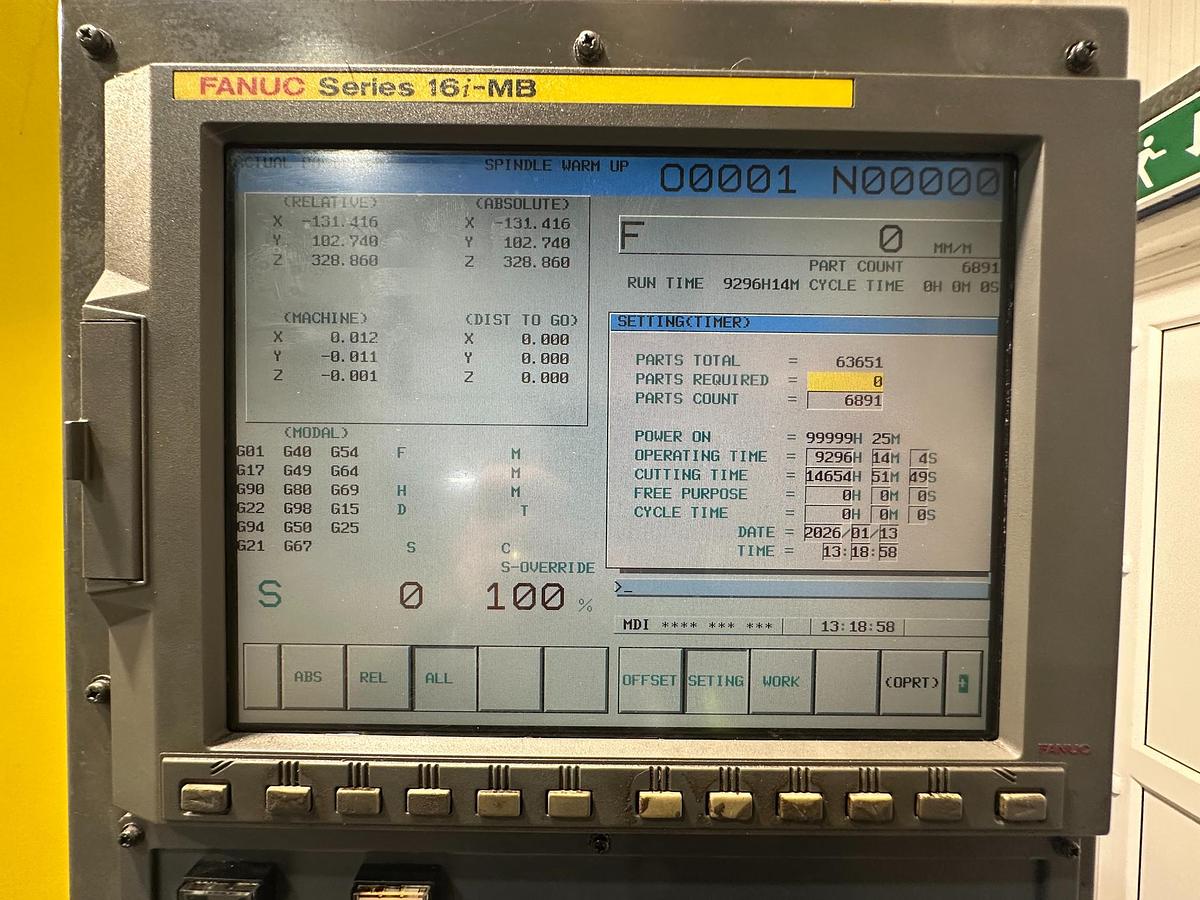 FANUC Series 16i-MB
ACTUAL SPINDLE WARM UP O0001 N00000
(RELATIVE) (ABSOLUTE)
X -131.416 X -131.416
Y 102.740 Y 102.740
Z 328.860 Z 328.860
(MACHINE) (DIST TO GO)
X 0.012 X 0.000
Y -0.011 Y 0.000
Z -0.001 Z 0.000
(MODAL)
G01 G40 G54 F M
G17 G49 G64 M
G90 G80 G69 H M
G22 G98 G15 D T
G94 G50 G25
G21 G67 S C
S-OVERRIDE
S 0 100 %
F 0 MM/M
PART COUNT 6891
RUN TIME 9296H14M CYCLE TIME 0H 0M 0S
SETTING(TIMER)
PARTS TOTAL = 63651
PARTS REQUIRED = 0
PARTS COUNT = 6891
POWER ON = 99999H 25M
OPERATING TIME = 9296H 14M 4S
CUTTING TIME = 14654H 51M 49S
FREE PURPOSE = 0H 0M 0S
CYCLE TIME = 0H 0M 0S
DATE = 2026/01/13
TIME = 13:18:58
>_
MDI **** *** *** 13:18:58
ABS REL ALL OFFSET SETING WORK (OPRT) +
FANUC